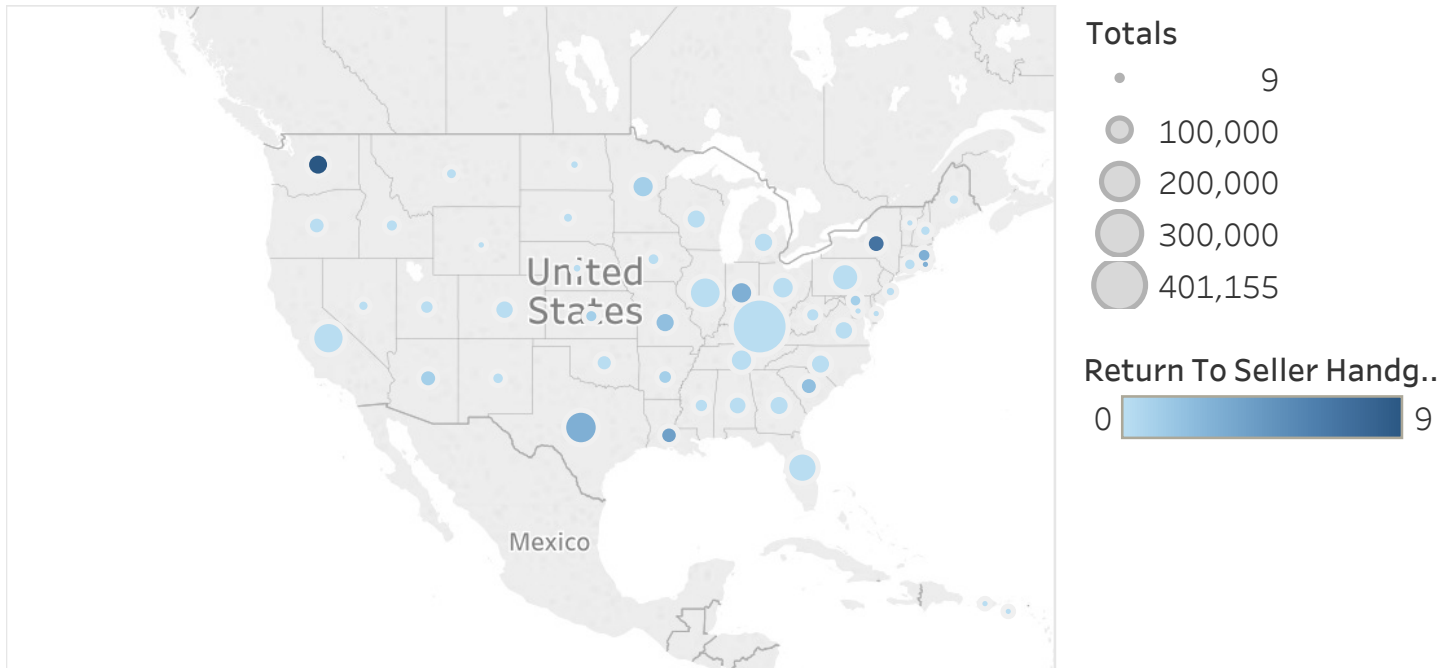 United
States
Mexico
Totals
9
100,000
200,000
300,000
401,155
Return To Seller Handg..
0 9